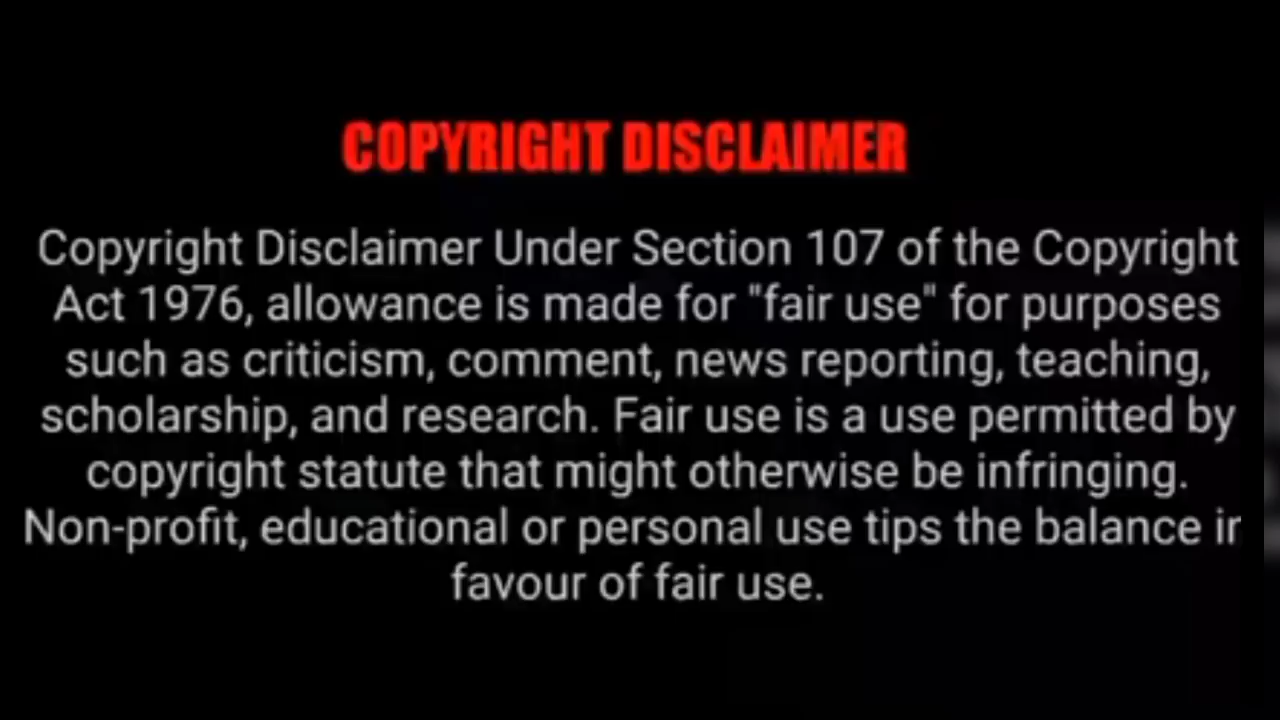 COPYRIGHT DISCLAIMER
Copyright Disclaimer Under Section 107 of the Copyright
Act 1976, allowance is made for "fair use" for purposes
such as criticism, comment, news reporting, teaching,
scholarship, and research. Fair use is a use permitted by
copyright statute that might otherwise be infringing.
Non-profit, educational or personal use tips the balance
favour of fair use.